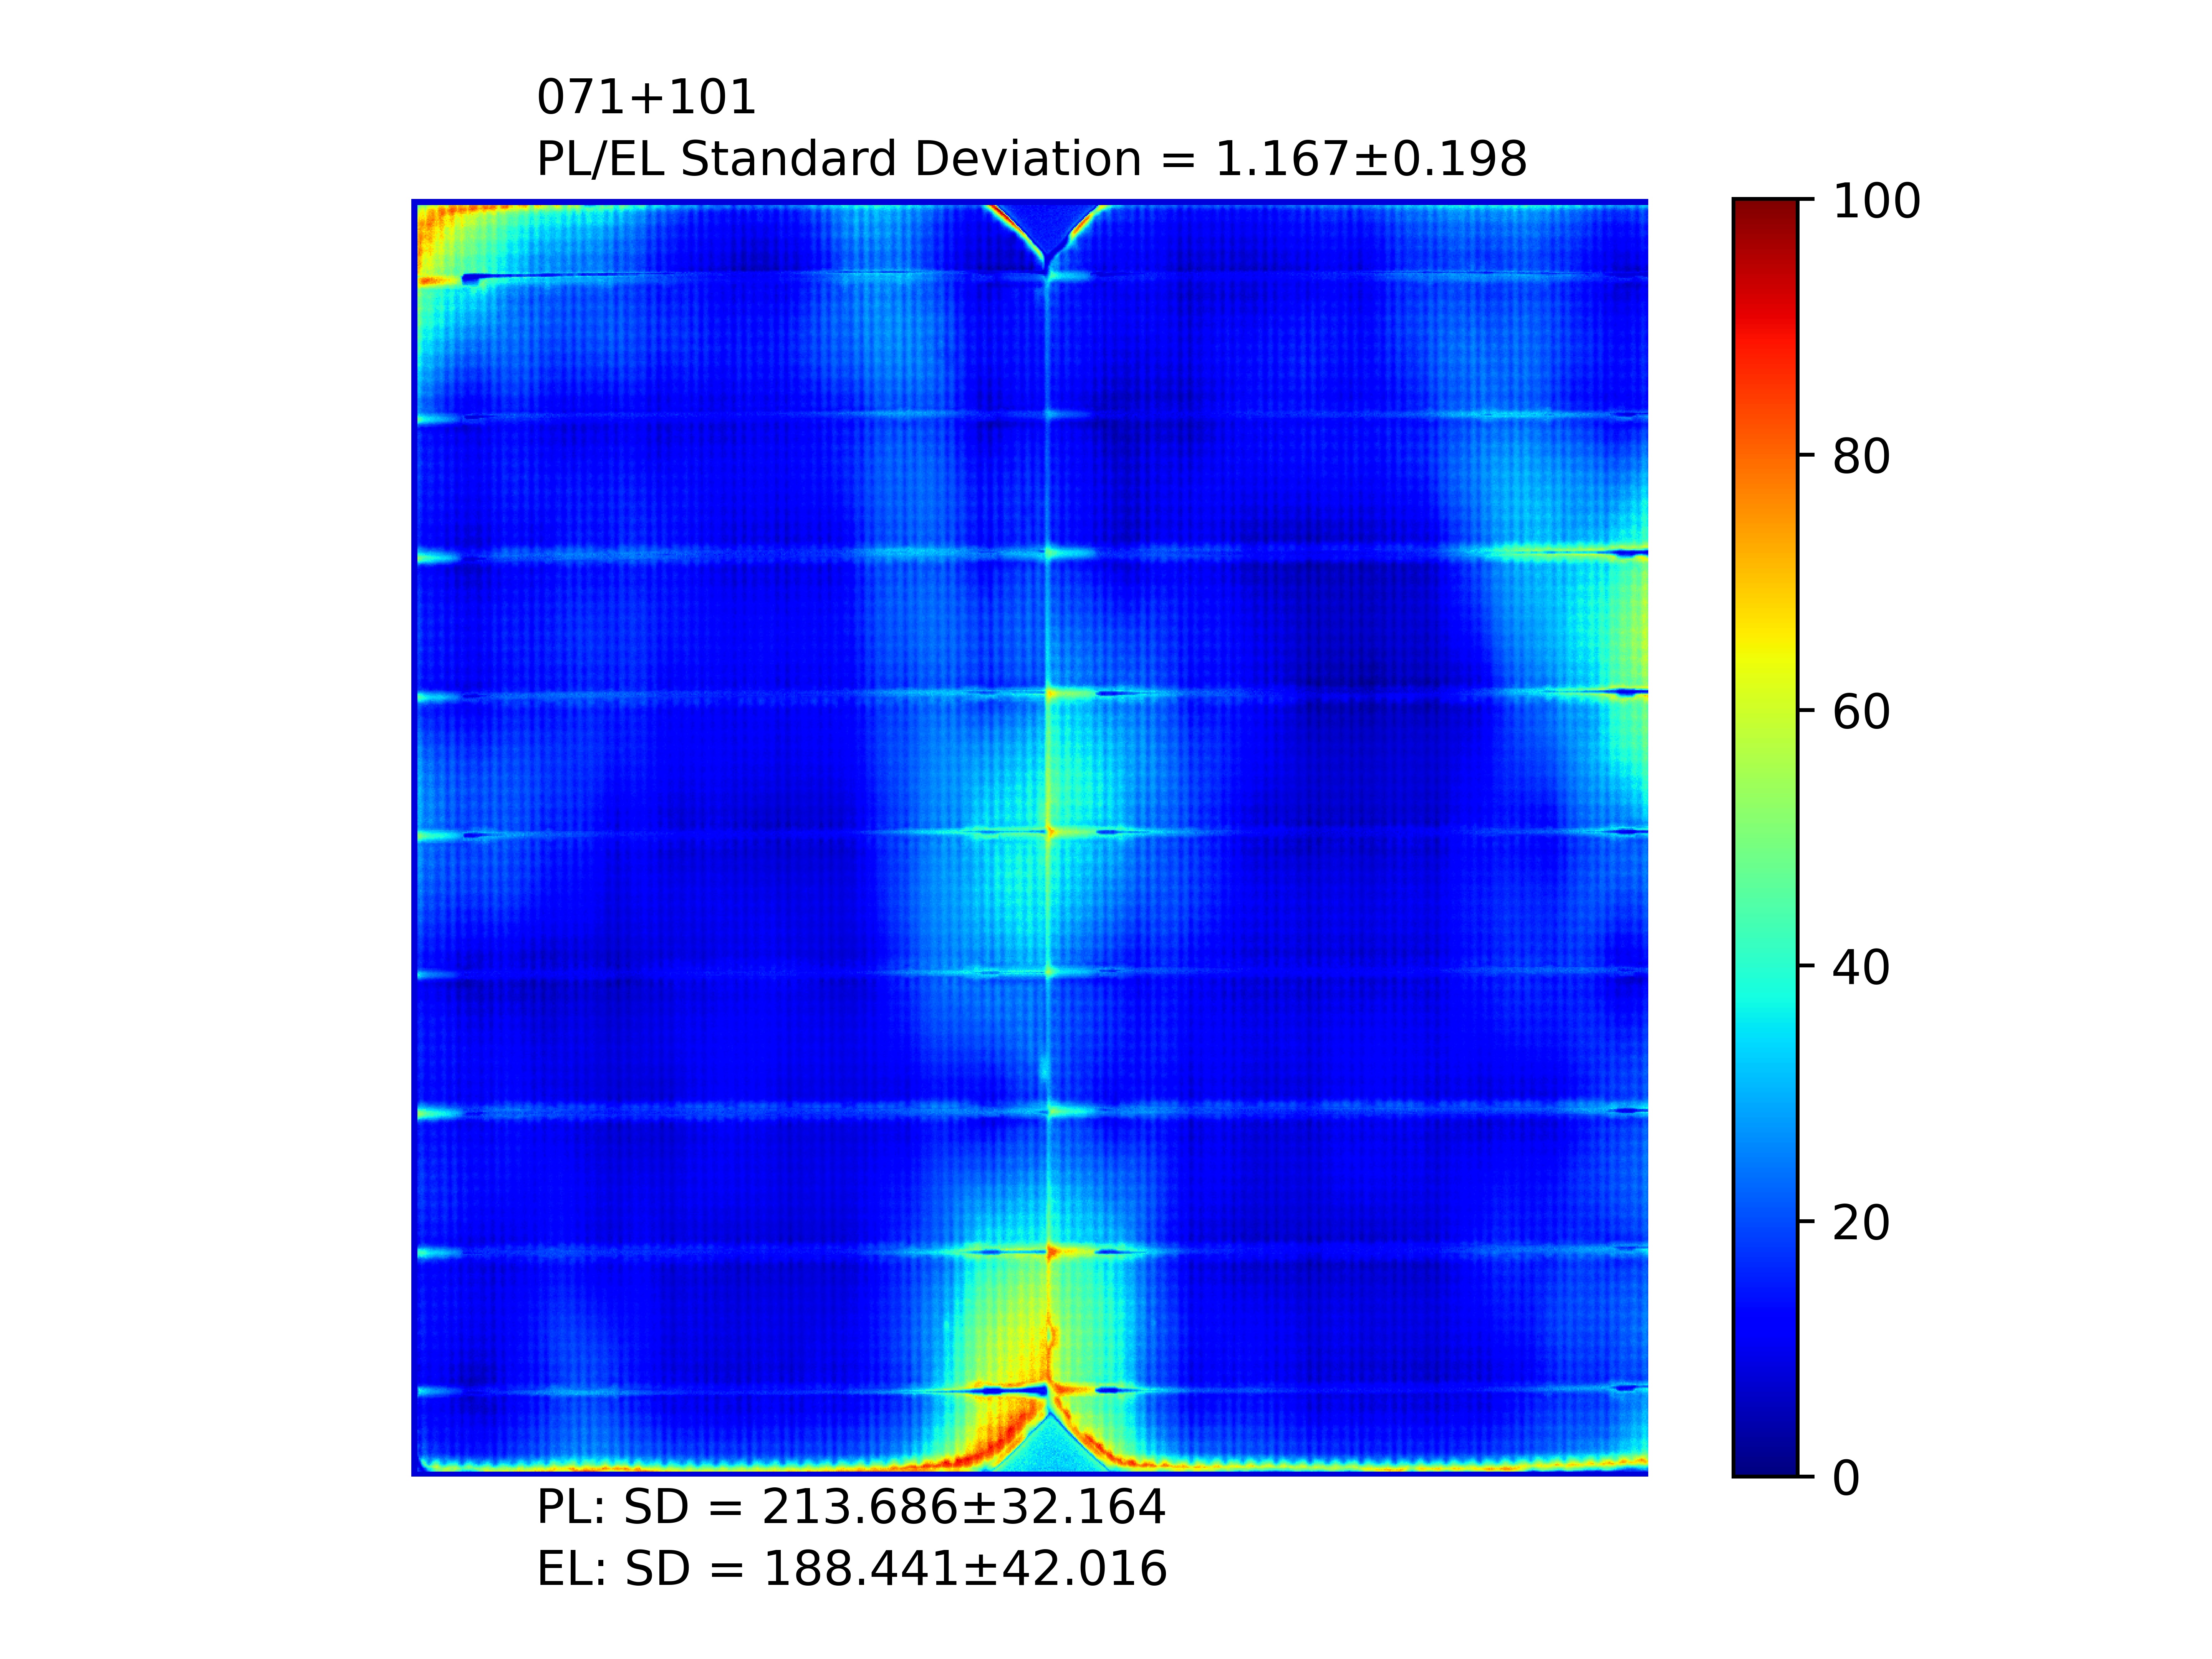 071+101
PL/EL Standard Deviation = 1.167±0.198
100
80
60
40
20
0
PL: SD = 213.686±32.164
EL: SD = 188.441±42.016